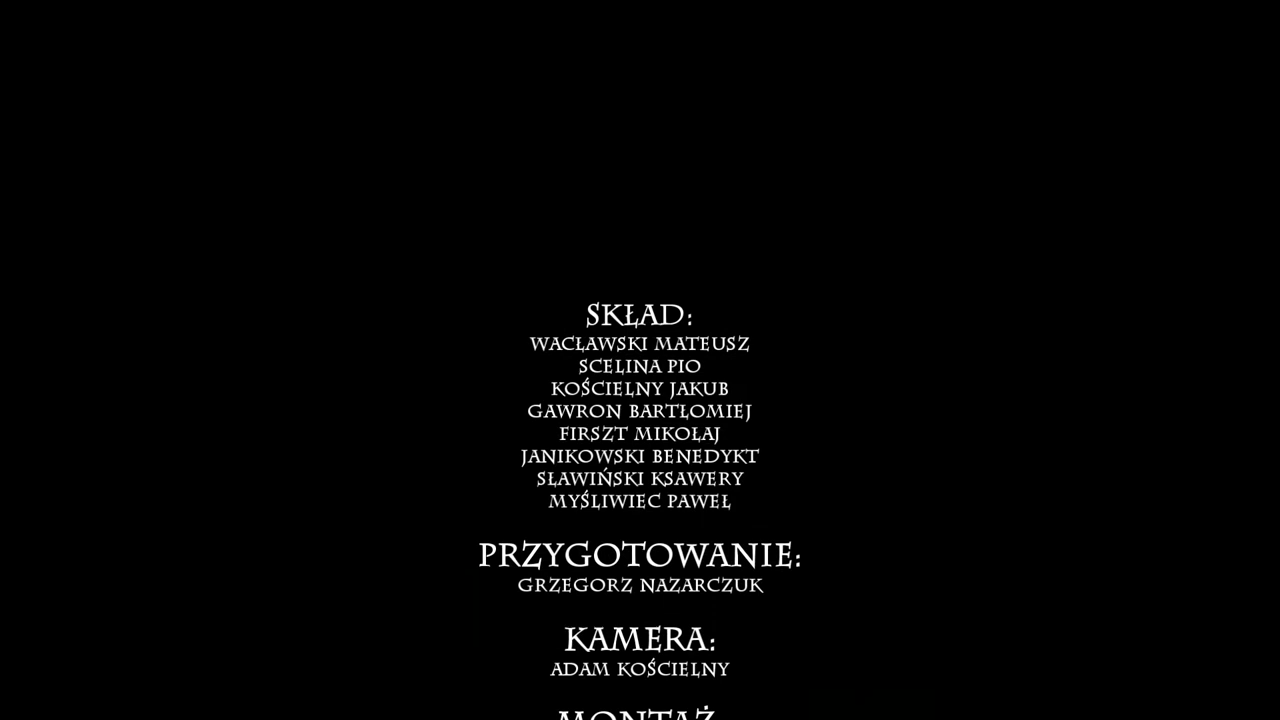 SKŁAD:
WACŁAWSKI MATEUSZ
SCELINA PIO
KOŚCIELNY JAKUB
GAWRON BARTŁOMIEJ
FIRSZT MIKOŁAJ
JANIKOWSKI BENEDYKT
SŁAWIŃSKI KSAWERY
MYŚLIWIEC PAWEŁ
PRZYGOTOWANIE:
GRZEGORZ NAZARCZUK
KAMERA:
ADAM KOŚCIELNY
MONTAŻ